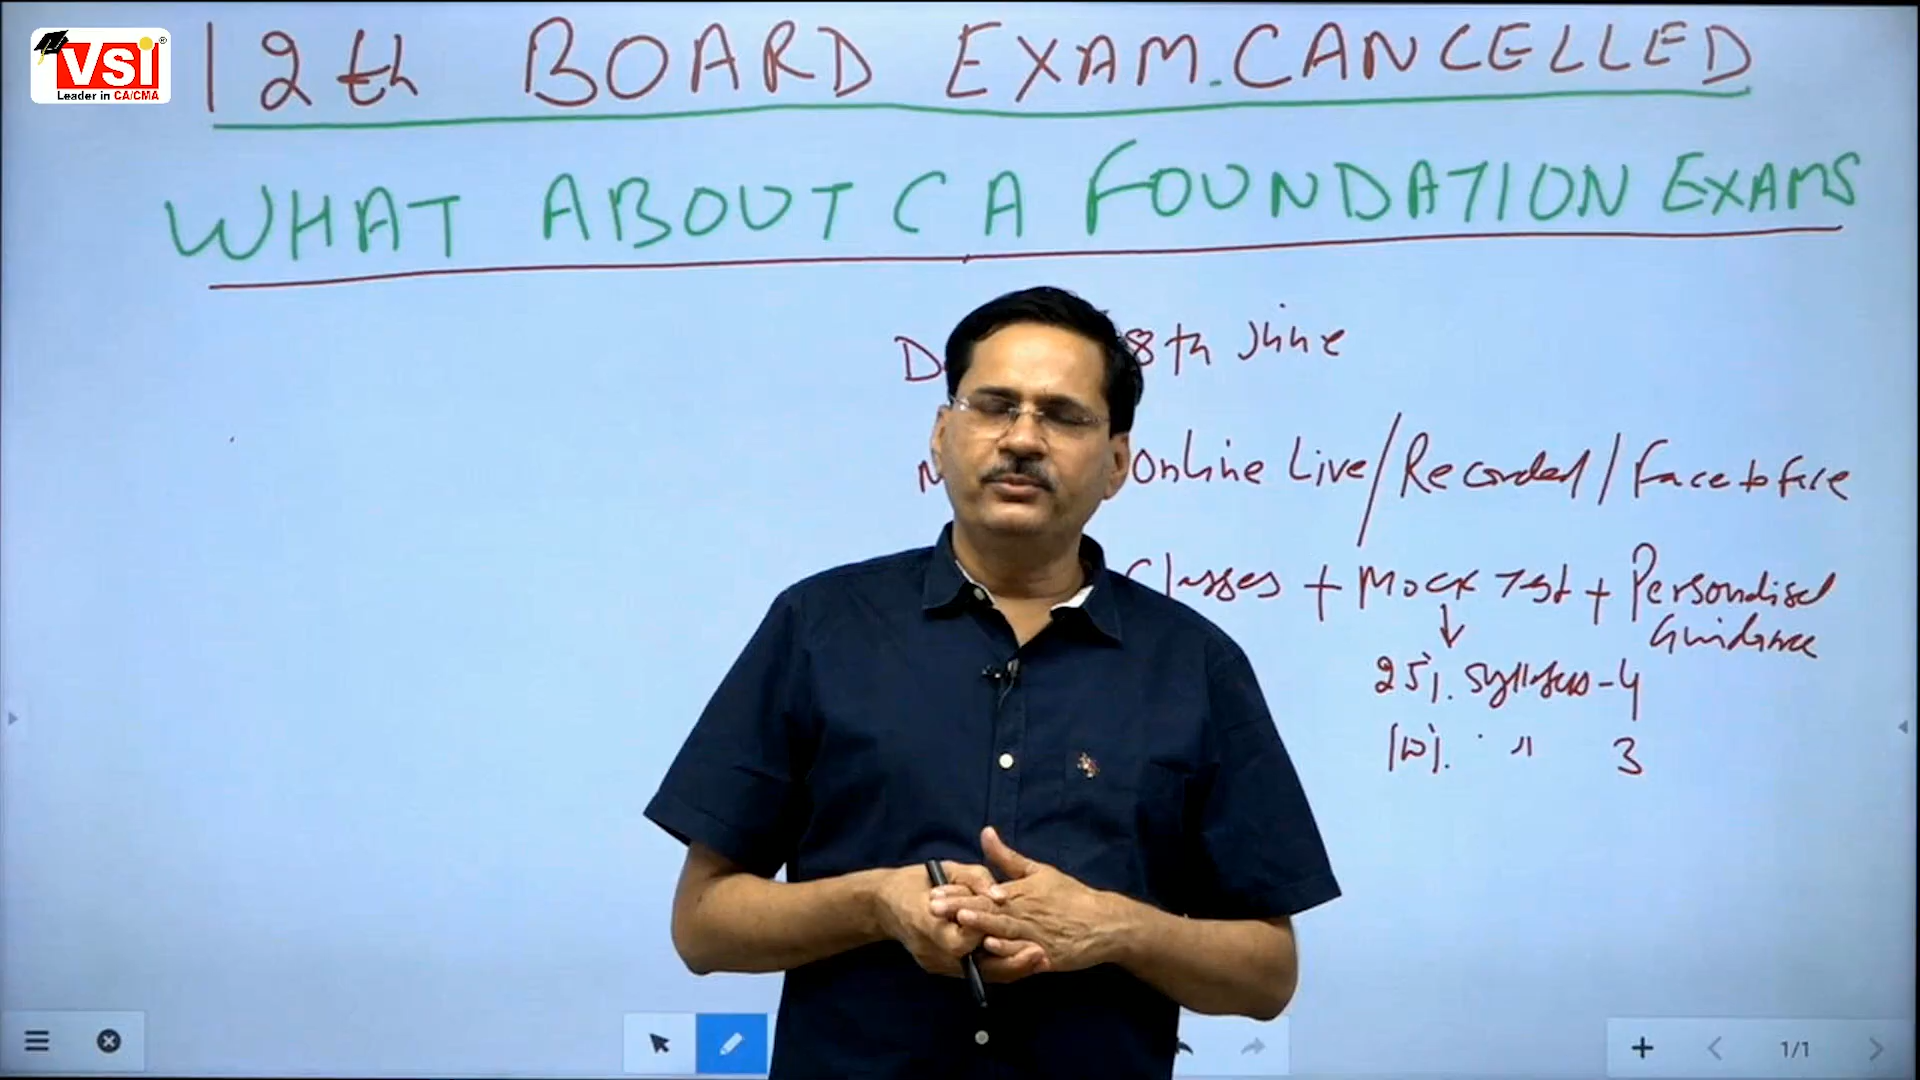 VSI
Leader in CA/CMA
12th BOARD EXAM. CANCELLED
WHAT ABOUT CA FOUNDATION EXAMS
8th June
Online Live / Recorded / Face to face
Classes + Mock Test + Personalised
Guidance
25%. Syllabus - 4
100%. " 3
1/1